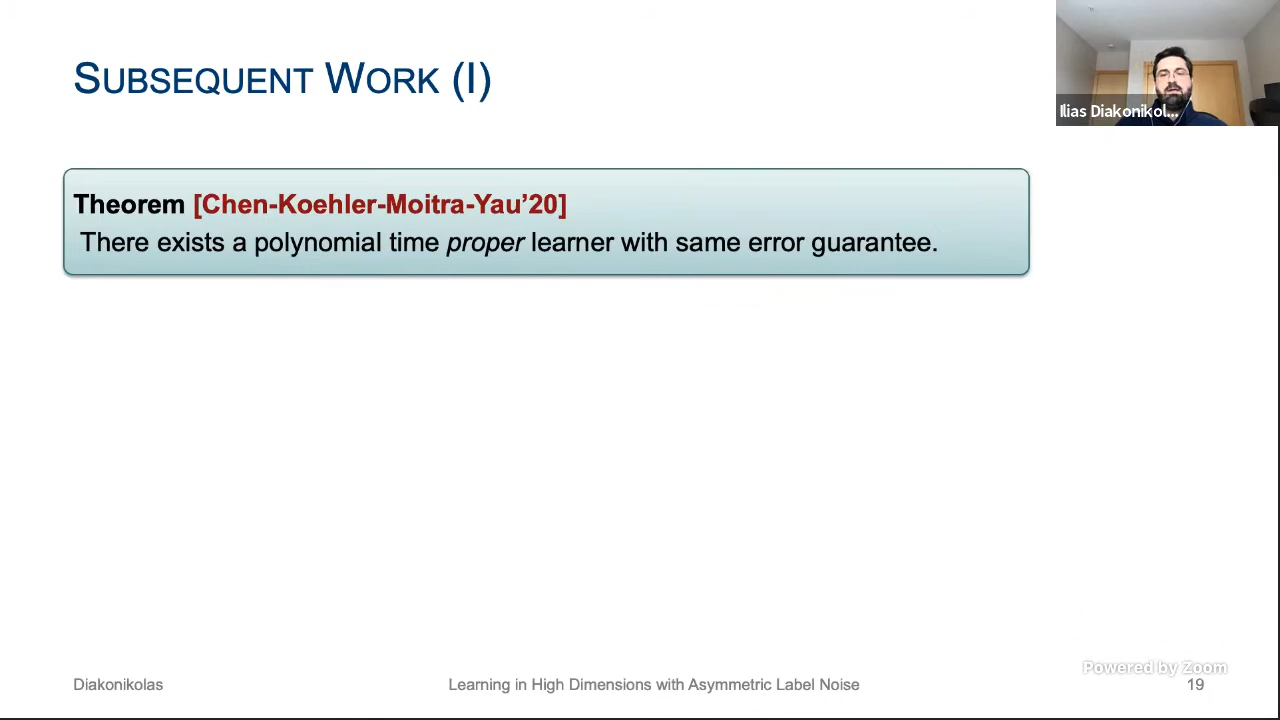 SUBSEQUENT WORK (I)
Ilias Diakonikol...
Theorem [Chen-Koehler-Moitra-Yau’20]
There exists a polynomial time proper learner with same error guarantee.
Powered by Zoom
Diakonikolas
Learning in High Dimensions with Asymmetric Label Noise
19